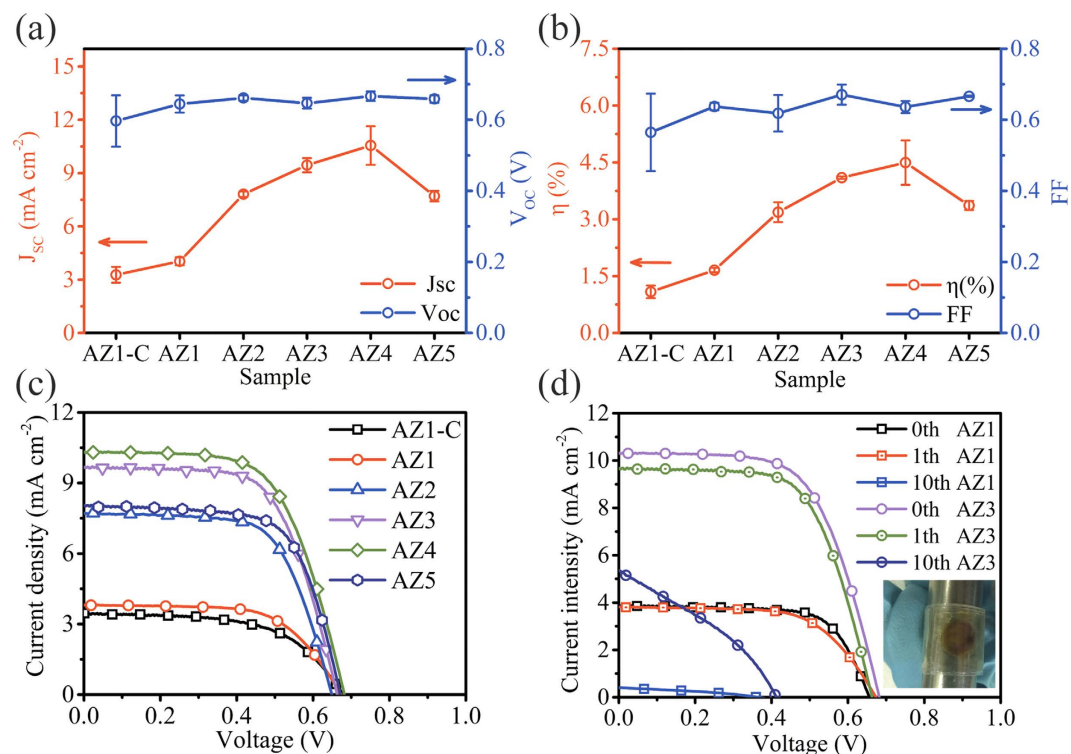 (a)
15
12
9
6
3
0
J_SC (mA cm-2)
0.8
0.6
0.4
0.2
0.0
V_OC (V)
Jsc
Voc
AZ1-C AZ1 AZ2 AZ3 AZ4 AZ5
Sample
(b)
7.5
6.0
4.5
3.0
1.5
0.0
η (%)
0.8
0.6
0.4
0.2
0.0
FF
η(%)
FF
AZ1-C AZ1 AZ2 AZ3 AZ4 AZ5
Sample
(c)
12
9
6
3
0
Current density (mA cm-2)
AZ1-C
AZ1
AZ2
AZ3
AZ4
AZ5
0.0 0.2 0.4 0.6 0.8 1.0
Voltage (V)
(d)
12
10
8
6
4
2
0
Current intensity (mA cm-2)
0th AZ1
1th AZ1
10th AZ1
0th AZ3
1th AZ3
10th AZ3
0.0 0.2 0.4 0.6 0.8 1.0
Voltage (V)